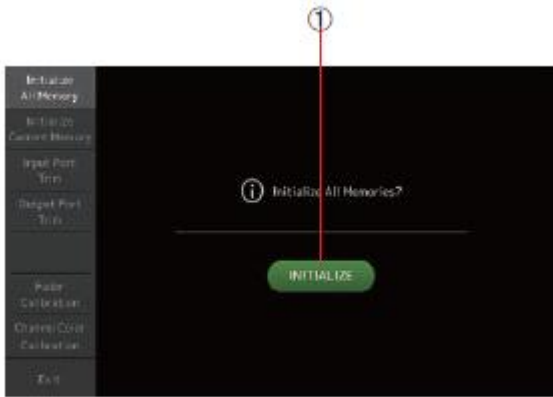 ①
Initialize
All Memory
Initialize
Current Memory
Input Port
Trim
Output Port
Trim
Initialize All Memories?
INITIALIZE
Fader
Calibration
Channel Color
Calibration
Exit